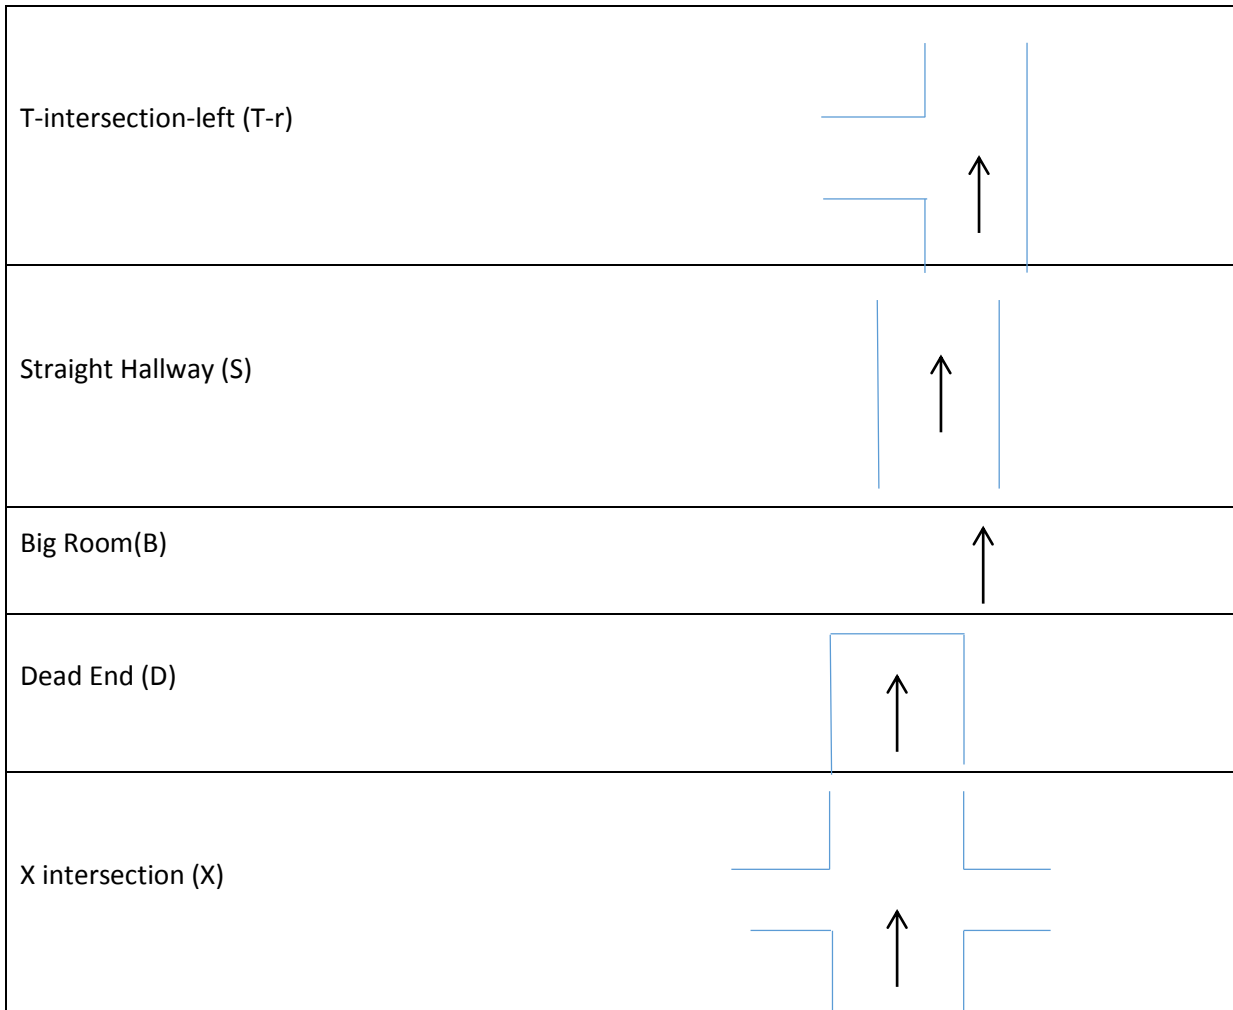 T-intersection-left (T-r)
Straight Hallway (S)
Big Room(B)
Dead End (D)
X intersection (X)